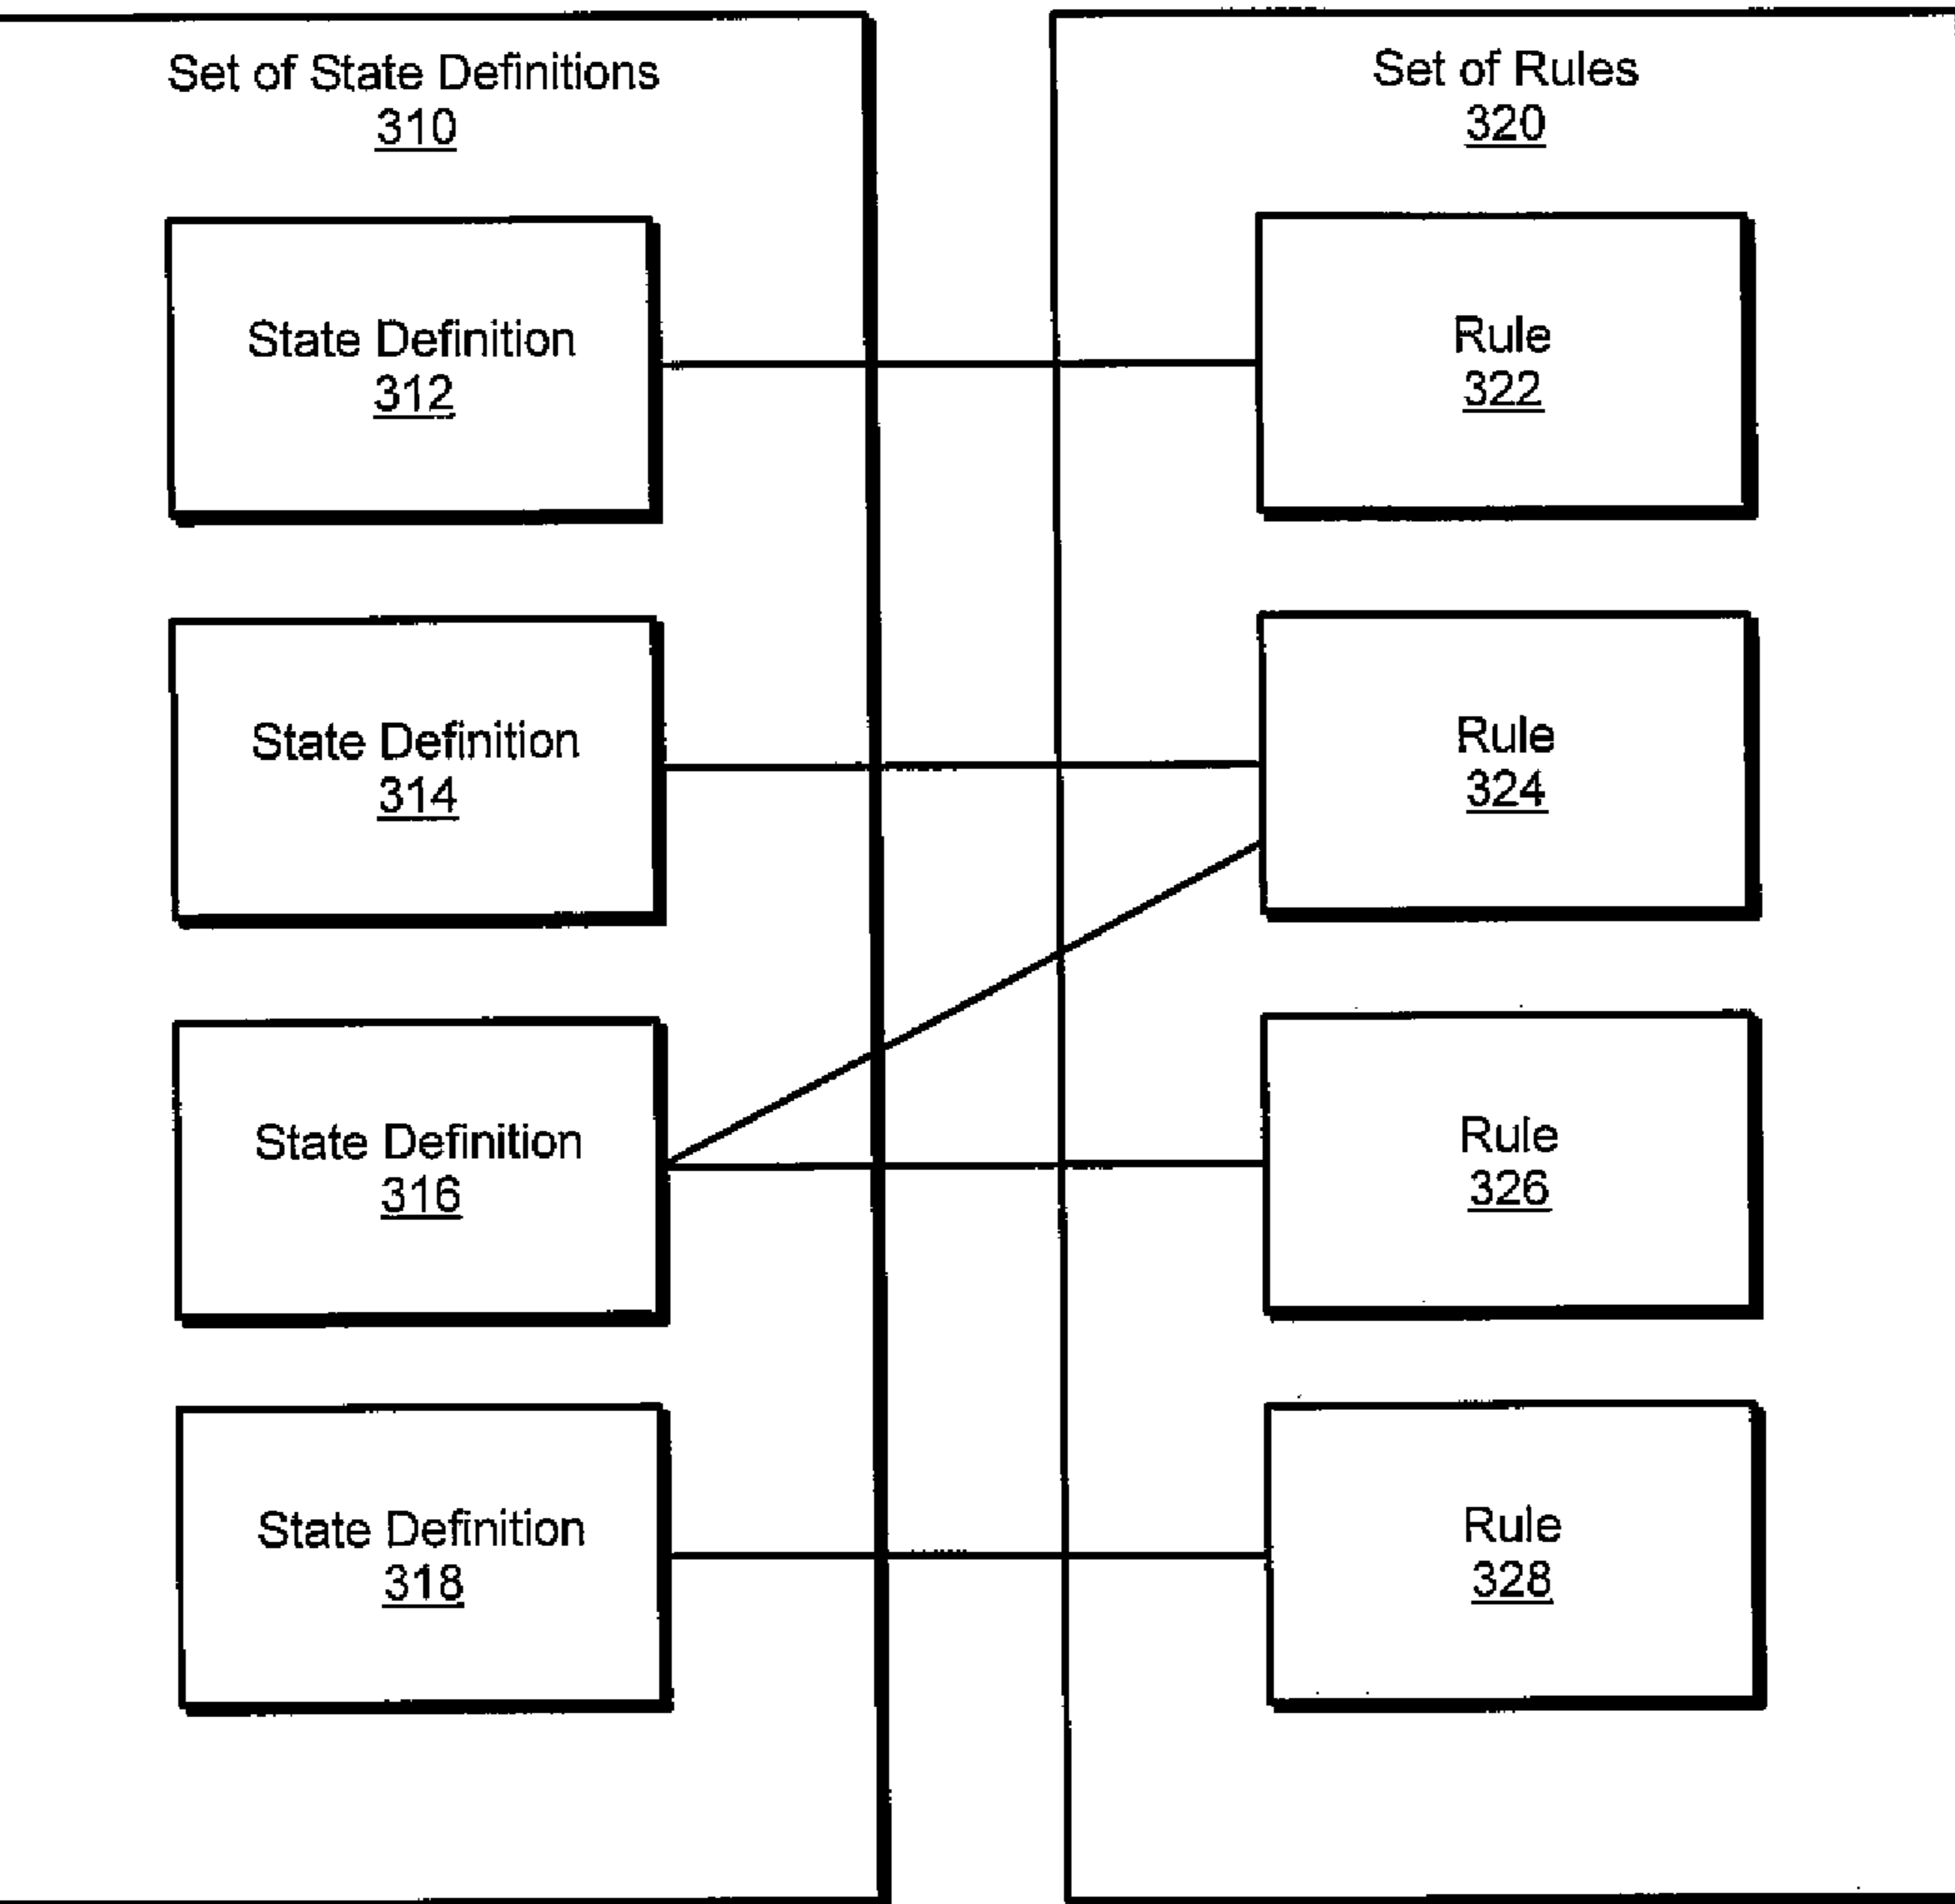 Set of State Definitions
310
State Definition
312
State Definition
314
State Definition
316
State Definition
318
Set of Rules
320
Rule
322
Rule
324
Rule
326
Rule
328